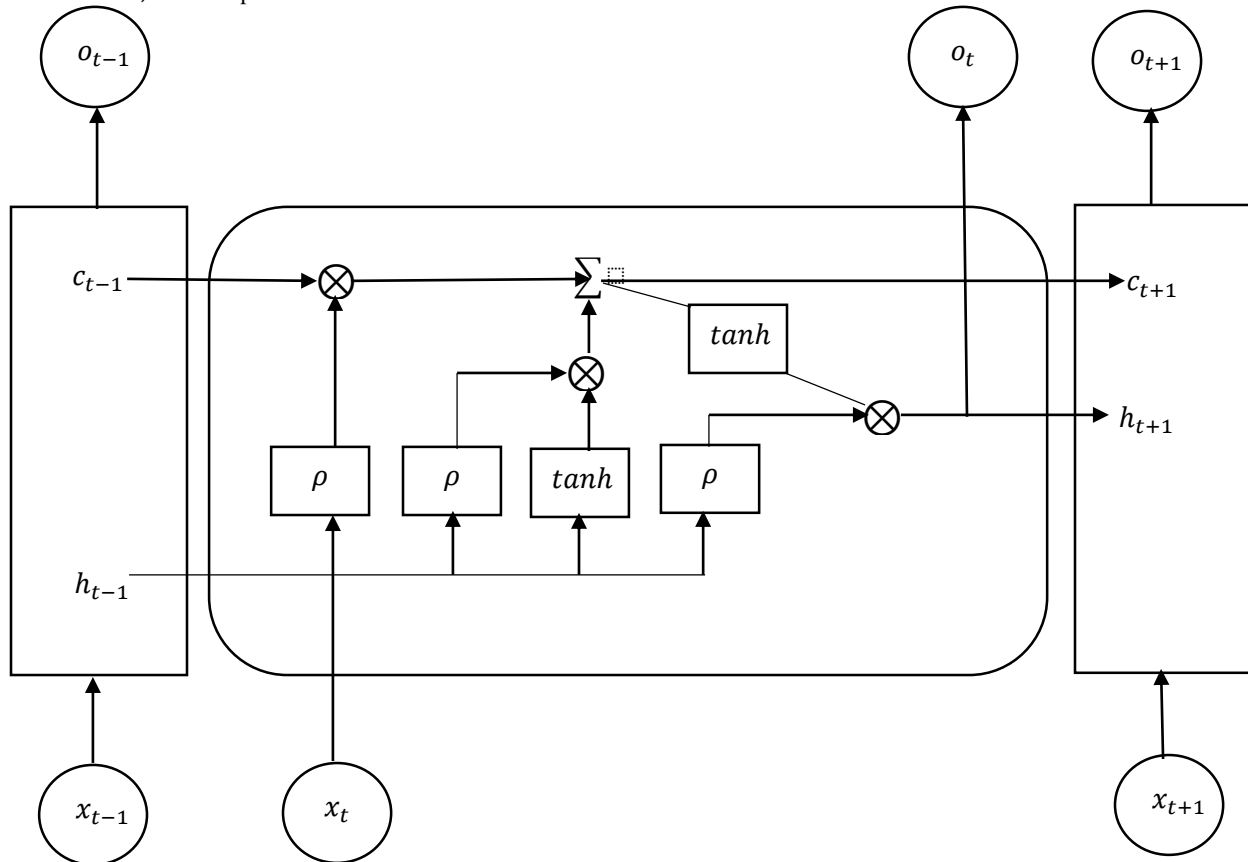 o_{t−1} o_t o_{t+1}
c_{t−1} ∑ c_{t+1}
tanh
h_{t+1}
ρ ρ tanh ρ
h_{t−1}
x_{t−1} x_t x_{t+1}